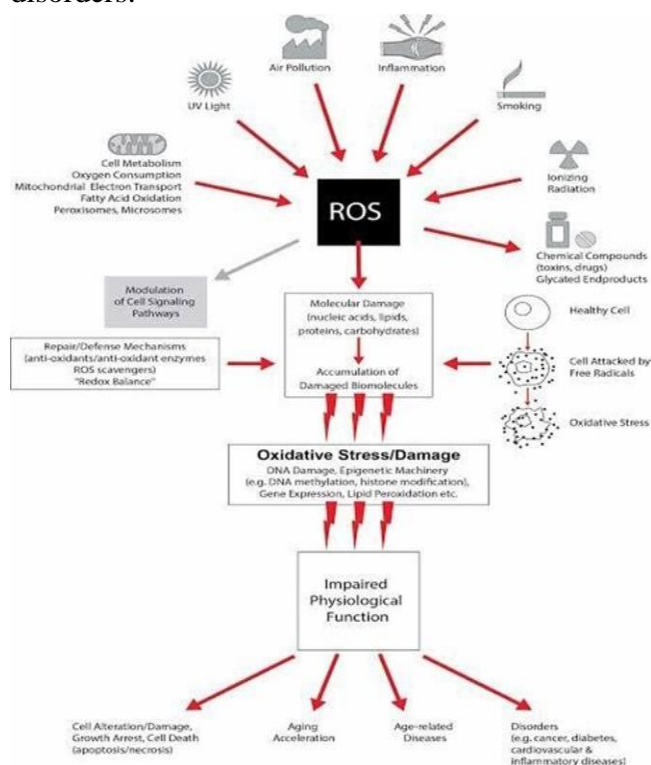 disorders.
Air Pollution
Inflammation
UV Light
Smoking
Cell Metabolism
Oxygen Consumption
Mitochondrial Electron Transport
Fatty Acid Oxidation
Peroxisomes, Microsomes
ROS
Ionizing
Radiation
Chemical Compounds
(toxins, drugs)
Glycated Endproducts
Modulation
of Cell Signaling
Pathways
Molecular Damage
(nucleic acids, lipids,
proteins, carbohydrates)
Healthy Cell
Repair/Defense Mechanisms
(anti-oxidants/anti-oxidant enzymes
ROS scavengers)
"Redox Balance"
Accumulation of
Damaged Biomolecules
Cell Attacked by
Free Radicals
Oxidative Stress
Oxidative Stress/Damage
DNA Damage, Epigenetic Machinery
(e.g. DNA methylation, histone modification),
Gene Expression, Lipid Peroxidation etc.
Impaired
Physiological
Function
Cell Alteration/Damage,
Growth Arrest, Cell Death
(apoptosis/necrosis)
Aging
Acceleration
Age-related
Diseases
Disorders
(e.g. cancer, diabetes,
cardiovascular &
inflammatory diseases)